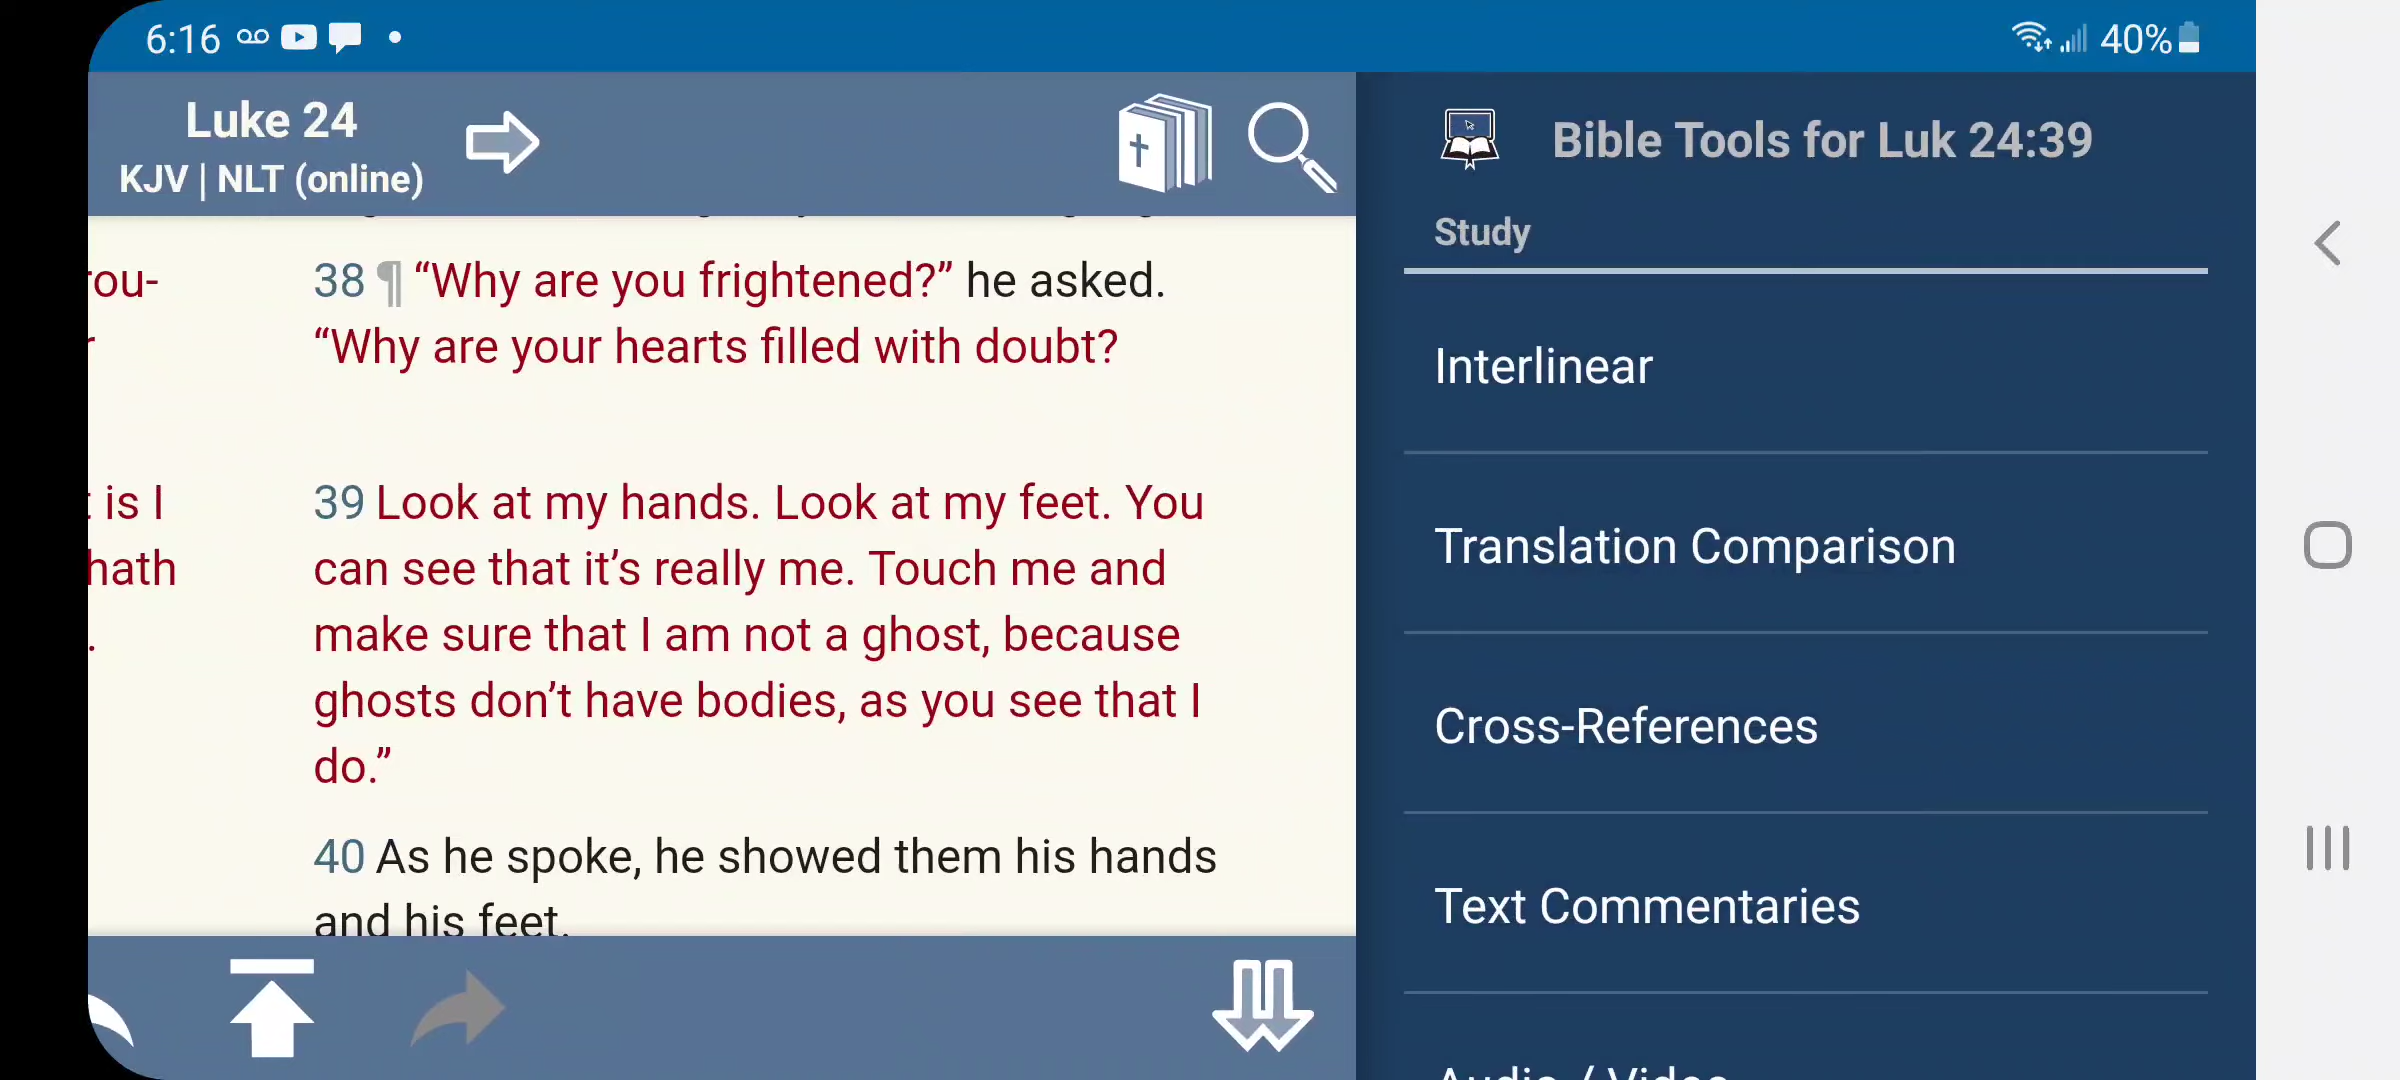 6:16
40%
Luke 24
KJV | NLT (online)
Bible Tools for Luk 24:39
Study
38 ¶ “Why are you frightened?” he asked.
“Why are your hearts filled with doubt?
is I
hath
39 Look at my hands. Look at my feet. You
can see that it’s really me. Touch me and
make sure that I am not a ghost, because
ghosts don’t have bodies, as you see that I
do.”
40 As he spoke, he showed them his hands
and his feet.
Interlinear
Translation Comparison
Cross-References
Text Commentaries
Audio / Video